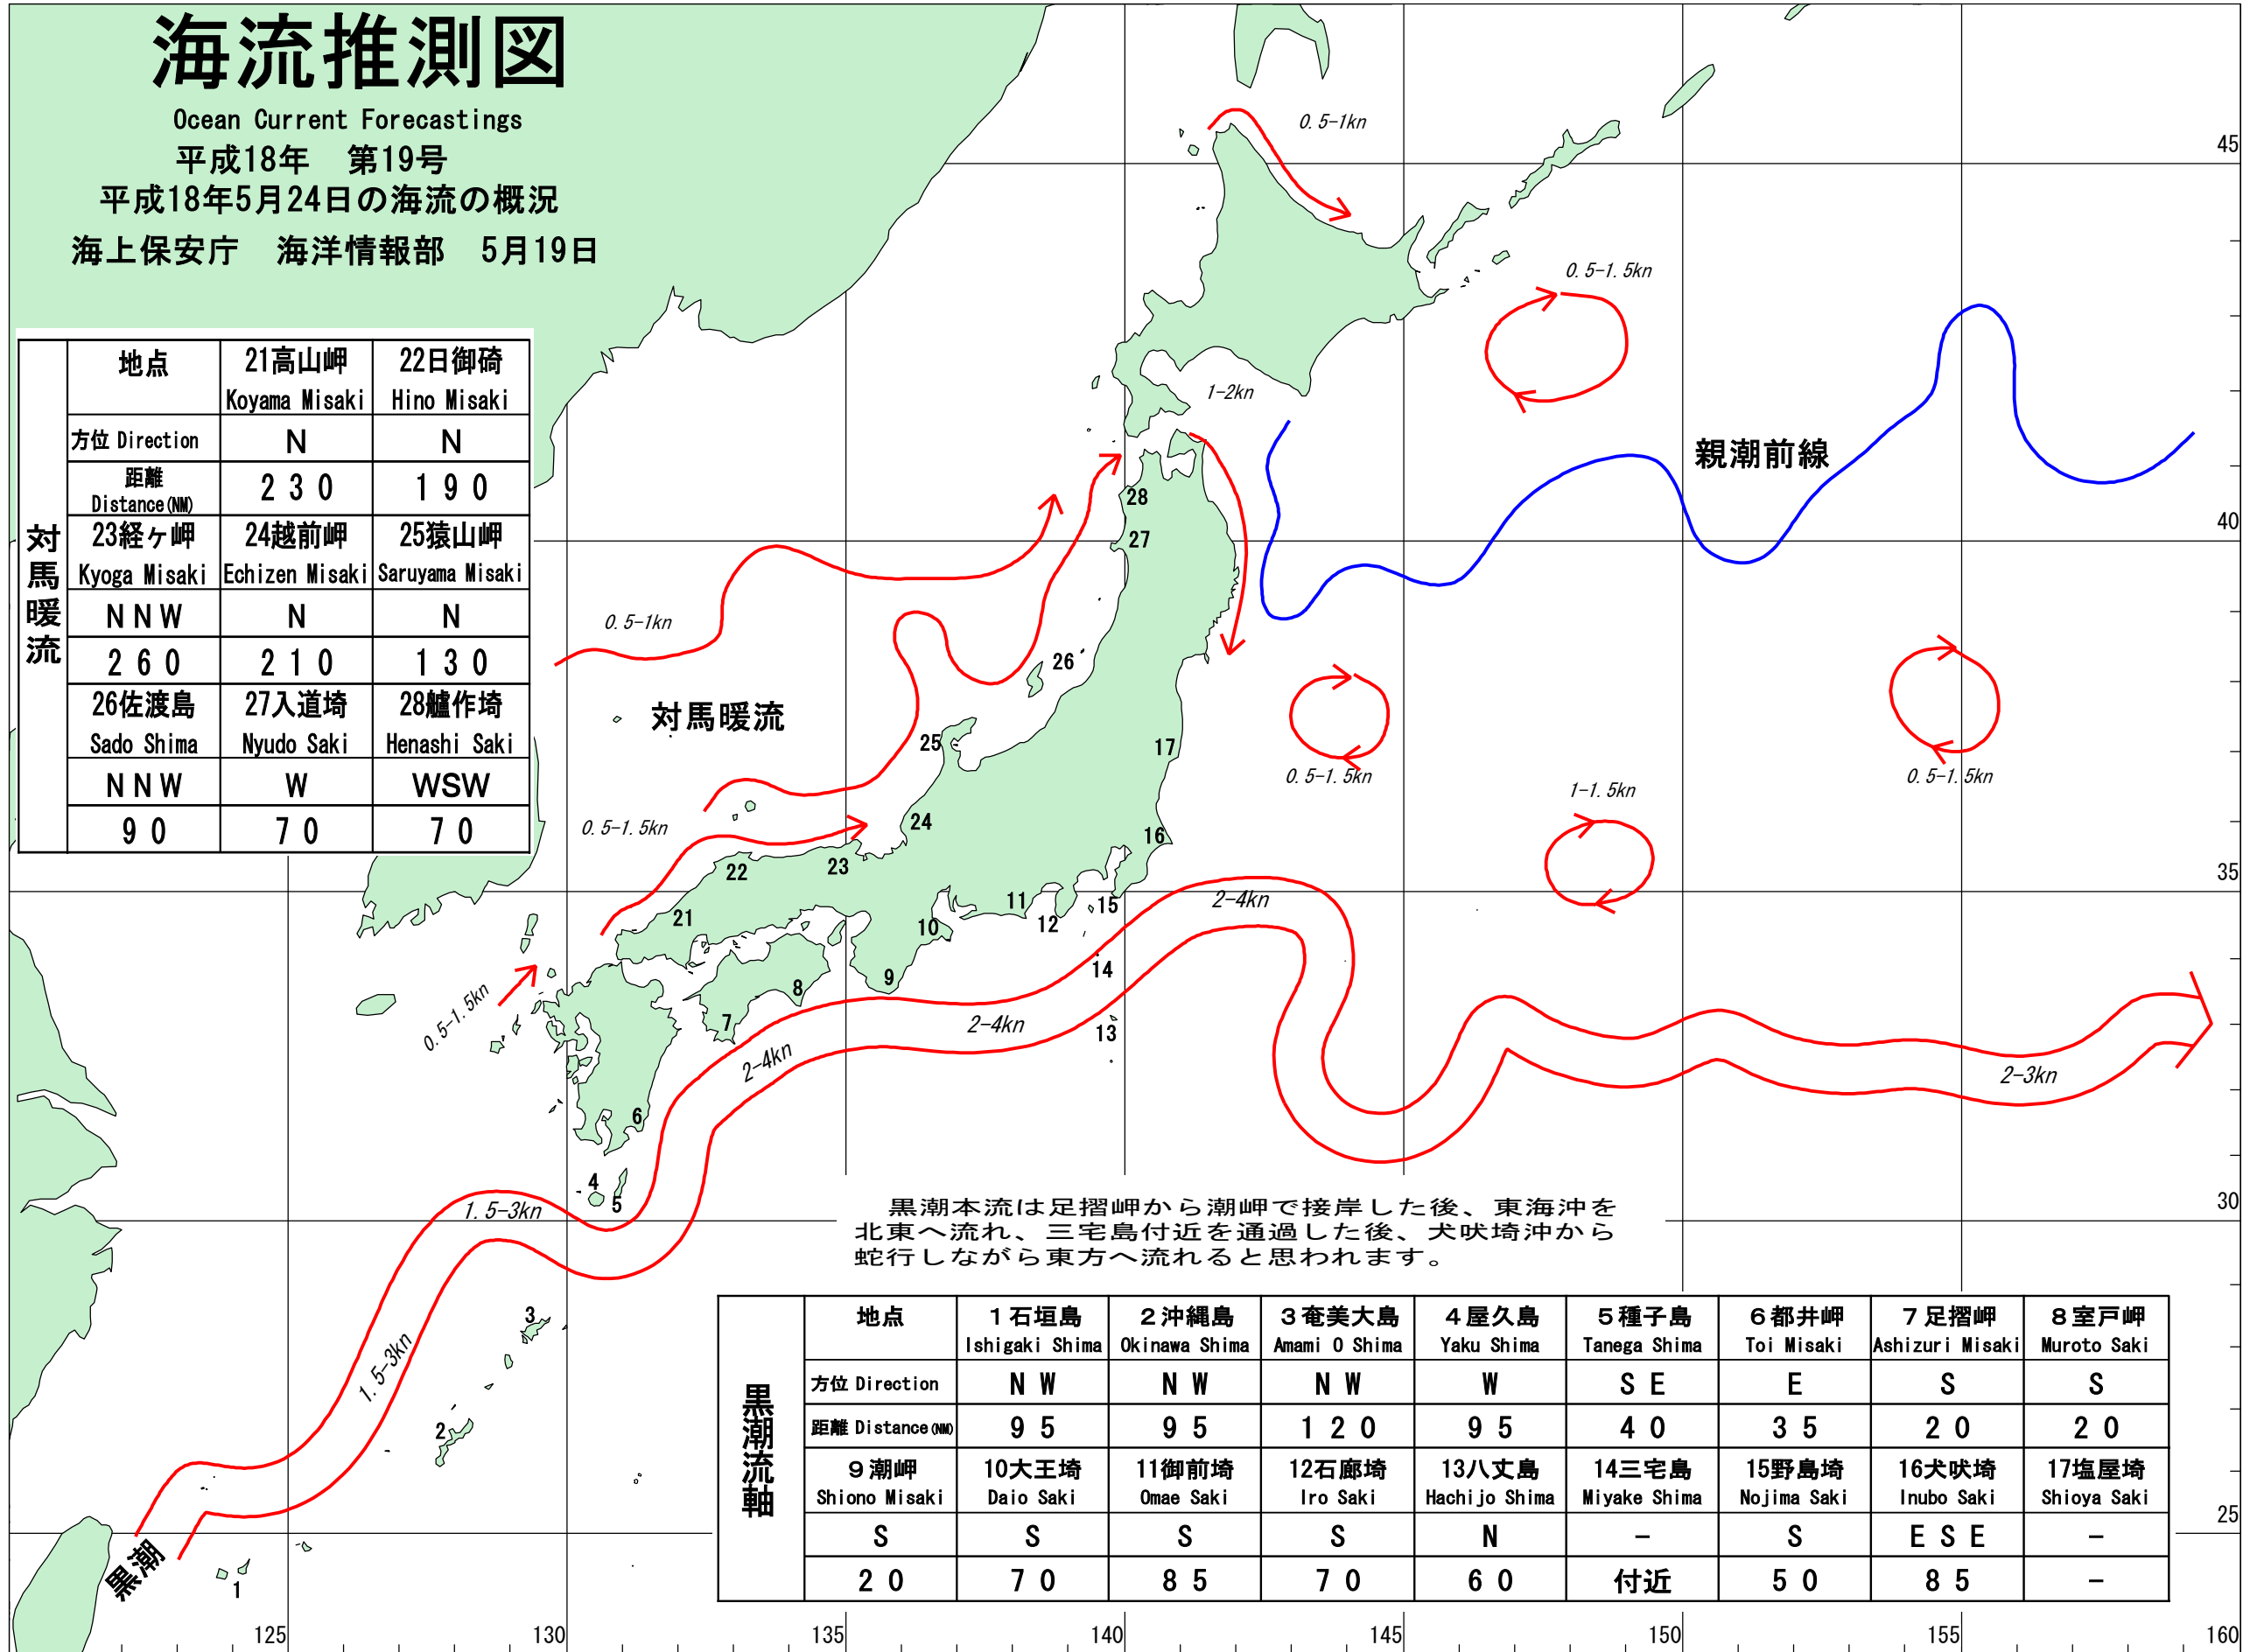 海流推測図
Ocean Current Forecastings
平成18年　第19号
平成18年5月24日の海流の概況
海上保安庁　海洋情報部　5月19日
対馬暖流
地点 21高山岬 22日御碕
Koyama Misaki Hino Misaki
方位 Direction N N
距離 Distance(NM) 230 190
23経ヶ岬 24越前岬 25猿山岬
Kyoga Misaki Echizen Misaki Saruyama Misaki
NNW N N
260 210 130
26佐渡島 27入道埼 28艫作埼
Sado Shima Nyudo Saki Henashi Saki
NNW W WSW
90 70 70
0.5-1kn
45
0.5-1.5kn
1-2kn
親潮前線
28
40
27
0.5-1kn
26
対馬暖流
25
17
0.5-1.5kn
0.5-1.5kn
1-1.5kn
0.5-1.5kn
24
16
22
23
35
2-4kn
11
15
21
10
12
14
9
8
0.5-1.5kn
7
2-4kn
13
2-4kn
2-3kn
6
4
5
1.5-3kn
30
黒潮本流は足摺岬から潮岬で接岸した後、東海沖を
北東へ流れ、三宅島付近を通過した後、犬吠埼沖から
蛇行しながら東方へ流れると思われます。
3
1.5-3kn
2
黒潮
1
黒潮流軸
地点 1石垣島 2沖縄島 3奄美大島 4屋久島 5種子島 6都井岬 7足摺岬 8室戸岬
Ishigaki Shima Okinawa Shima Amami O Shima Yaku Shima Tanega Shima Toi Misaki Ashizuri Misaki Muroto Saki
方位 Direction NW NW NW W SE E S S
距離 Distance(NM) 95 95 120 95 40 35 20 20
9潮岬 10大王埼 11御前埼 12石廊埼 13八丈島 14三宅島 15野島埼 16犬吠埼 17塩屋埼
Shiono Misaki Daio Saki Omae Saki Iro Saki Hachijo Shima Miyake Shima Nojima Saki Inubo Saki Shioya Saki
S S S S N － S ESE －
20 70 85 70 60 付近 50 85 －
25
125 130 135 140 145 150 155 160